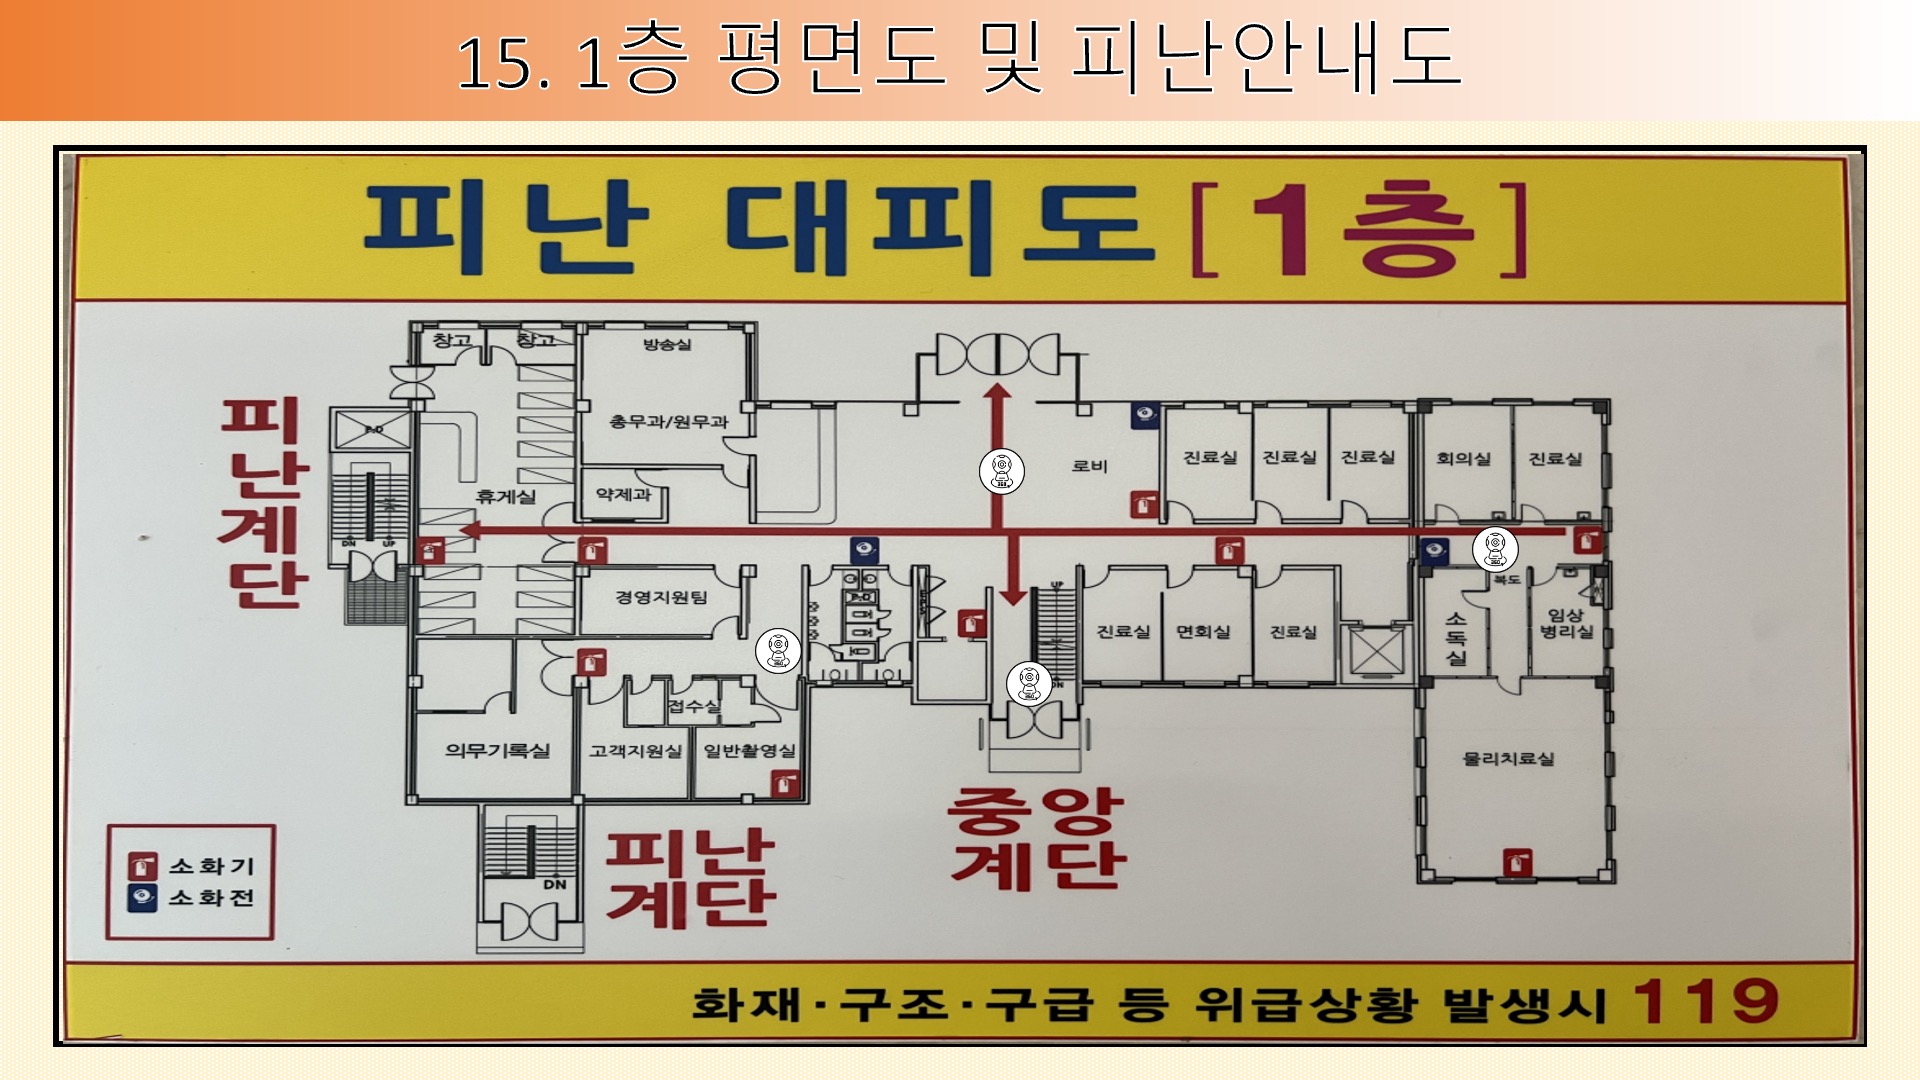 15. 1층 평면도 및 피난안내도
피난 대피도 [1층]
창고
창고
방송실
총무과/원무과
약제과
휴게실
피난계단
DN
UP
로비
진료실
진료실
진료실
회의실
진료실
경영지원팀
UP
DN
진료실
면회실
진료실
복도
소독실
임상
병리실
접수실
의무기록실
고객지원실
일반촬영실
물리치료실
중앙
계단
피난
계단
DN
소화기
소화전
화재·구조·구급 등 위급상황 발생시 119